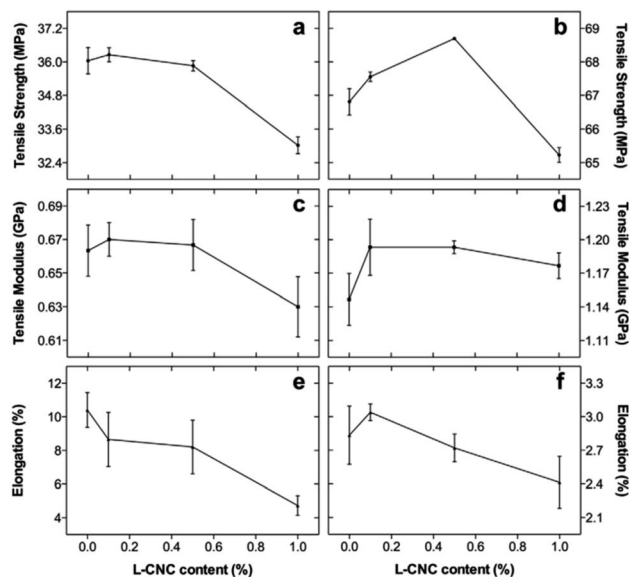 a
b
Tensile Strength (MPa)
37.2
36.0
34.8
33.6
32.4
69
68
67
66
65
Tensile Strength
(MPa)
c
d
Tensile Modulus (GPa)
0.69
0.67
0.65
0.63
0.61
1.23
1.20
1.17
1.14
1.11
Tensile
Modulus (GPa)
e
f
Elongation (%)
12
10
8
6
4
3.3
3.0
2.7
2.4
2.1
Elongation
(%)
0.0 0.2 0.4 0.6 0.8 1.0
0.0 0.2 0.4 0.6 0.8 1.0
L-CNC content (%)
L-CNC content (%)